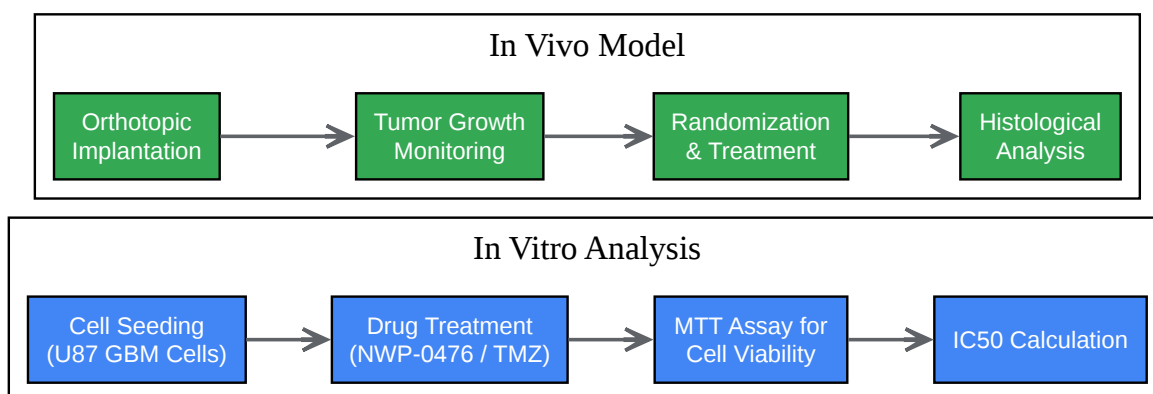 In Vivo Model
Orthotopic
Implantation
Tumor Growth
Monitoring
Randomization
& Treatment
Histological
Analysis
In Vitro Analysis
Cell Seeding
(U87 GBM Cells)
Drug Treatment
(NWP-0476 / TMZ)
MTT Assay for
Cell Viability
IC50 Calculation